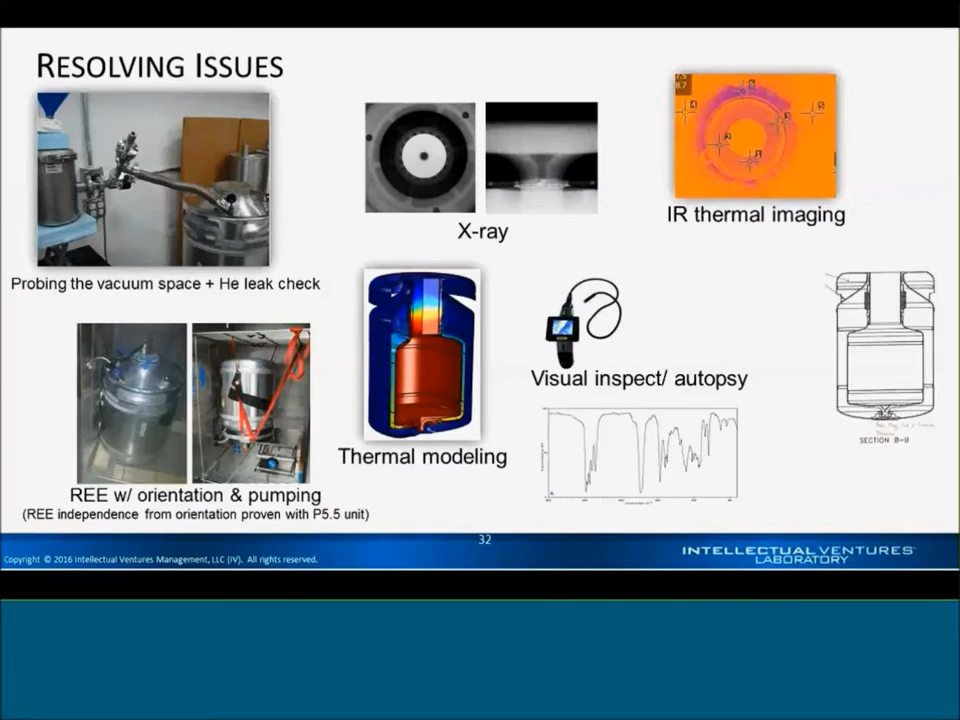 RESOLVING ISSUES
Probing the vacuum space + He leak check
X-ray
IR thermal imaging
REE w/ orientation & pumping
(REE independence from orientation proven with P5.5 unit)
Thermal modeling
Visual inspect/ autopsy
SECTION B-B
32
Copyright © 2016 Intellectual Ventures Management, LLC (IV). All rights reserved.
INTELLECTUAL VENTURES®
LABORATORY